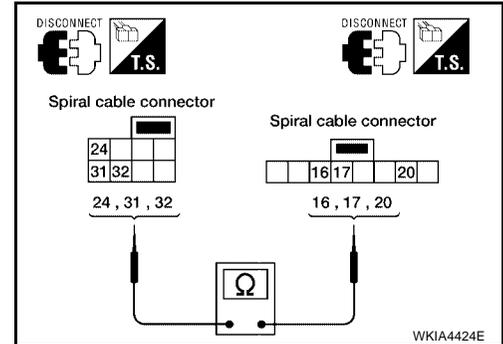 DISCONNECT
T.S.
DISCONNECT
T.S.
Spiral cable connector
24
31 32
24 , 31 , 32
Spiral cable connector
16 17 20
16 , 17 , 20
Ω
WKIA4424E